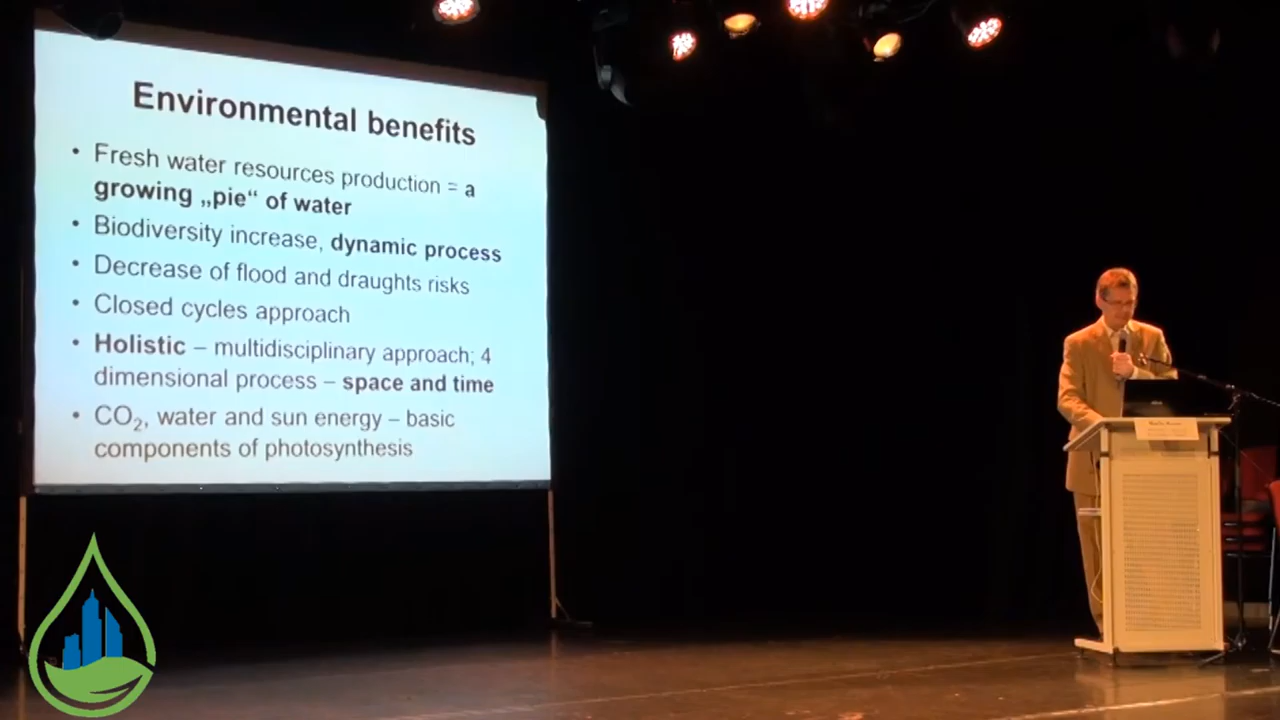 Environmental benefits
• Fresh water resources production = a
growing „pie“ of water
• Biodiversity increase, dynamic process
• Decrease of flood and draughts risks
• Closed cycles approach
• Holistic – multidisciplinary approach; 4
dimensional process – space and time
• CO₂, water and sun energy – basic
components of photosynthesis